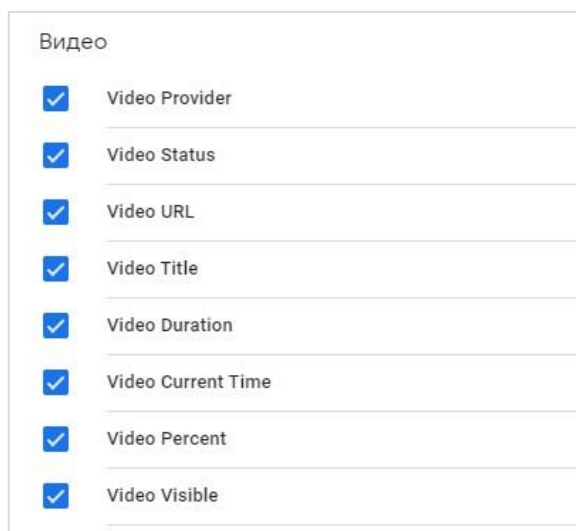 Видео
Video Provider
Video Status
Video URL
Video Title
Video Duration
Video Current Time
Video Percent
Video Visible